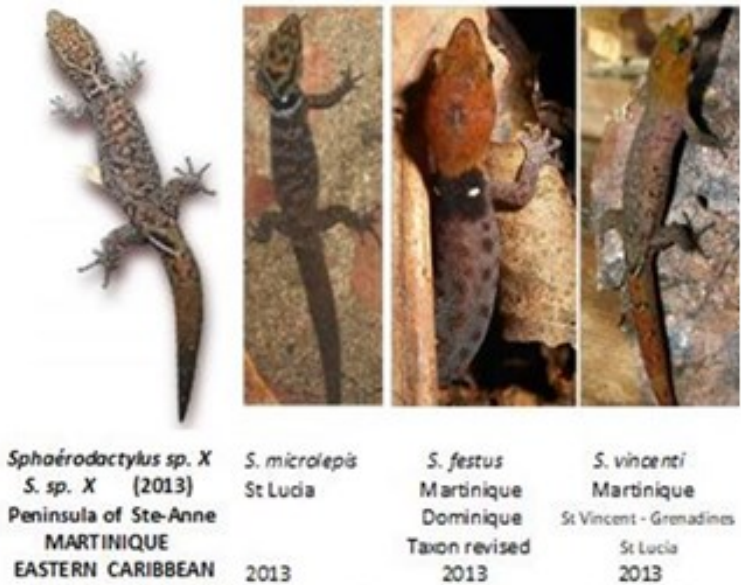 Sphaérodactylus sp. X
S. sp. X (2013)
Peninsula of Ste-Anne
MARTINIQUE
EASTERN CARIBBEAN
S. microlepis
St Lucia
2013
S. festus
Martinique
Dominique
Taxon revised
2013
S. vincenti
Martinique
St Vincent - Grenadines
St Lucia
2013